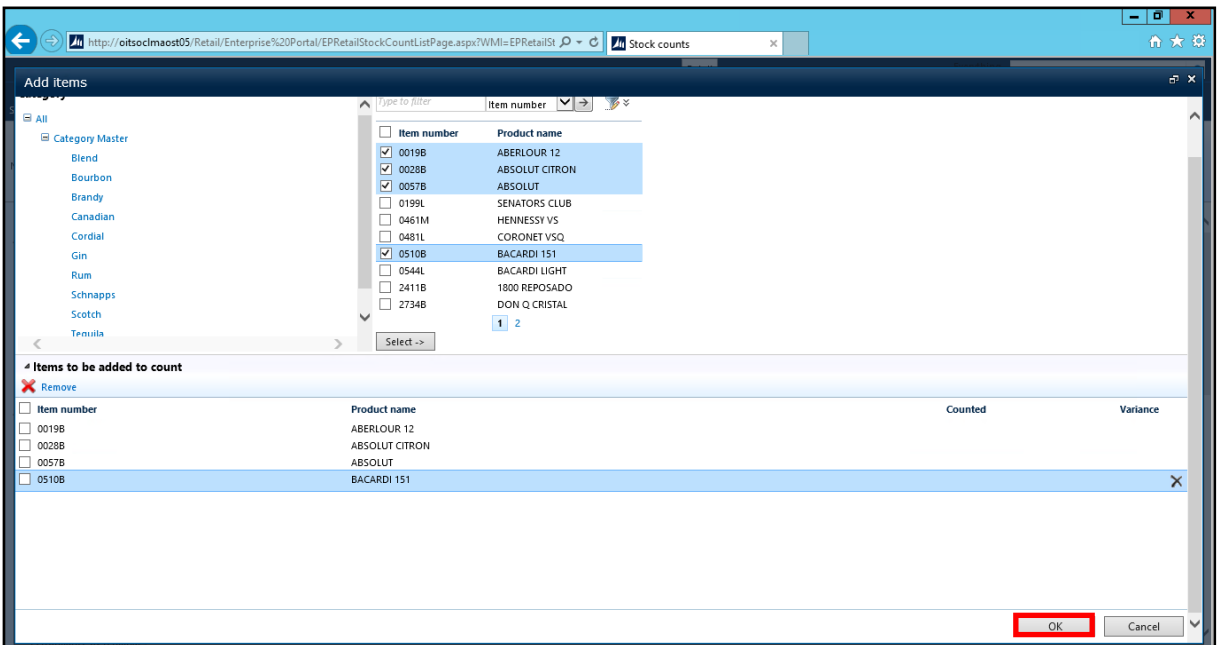 http://oitsoclmaost05/Retail/Enterprise%20Portal/EPRetailStockCountListPage.aspx?WMI=EPRetailSt
Stock counts
Add items
Category
Type to filter
Item number
All
Category Master
Blend
Bourbon
Brandy
Canadian
Cordial
Gin
Rum
Schnapps
Scotch
Tequila
Item number Product name
0019B ABERLOUR 12
0028B ABSOLUT CITRON
0057B ABSOLUT
0199L SENATORS CLUB
0461M HENNESSY VS
0481L CORONET VSQ
0510B BACARDI 151
0544L BACARDI LIGHT
2411B 1800 REPOSADO
2734B DON Q CRISTAL
1 2
Select ->
Items to be added to count
Remove
Item number Product name Counted Variance
0019B ABERLOUR 12
0028B ABSOLUT CITRON
0057B ABSOLUT
0510B BACARDI 151
OK Cancel